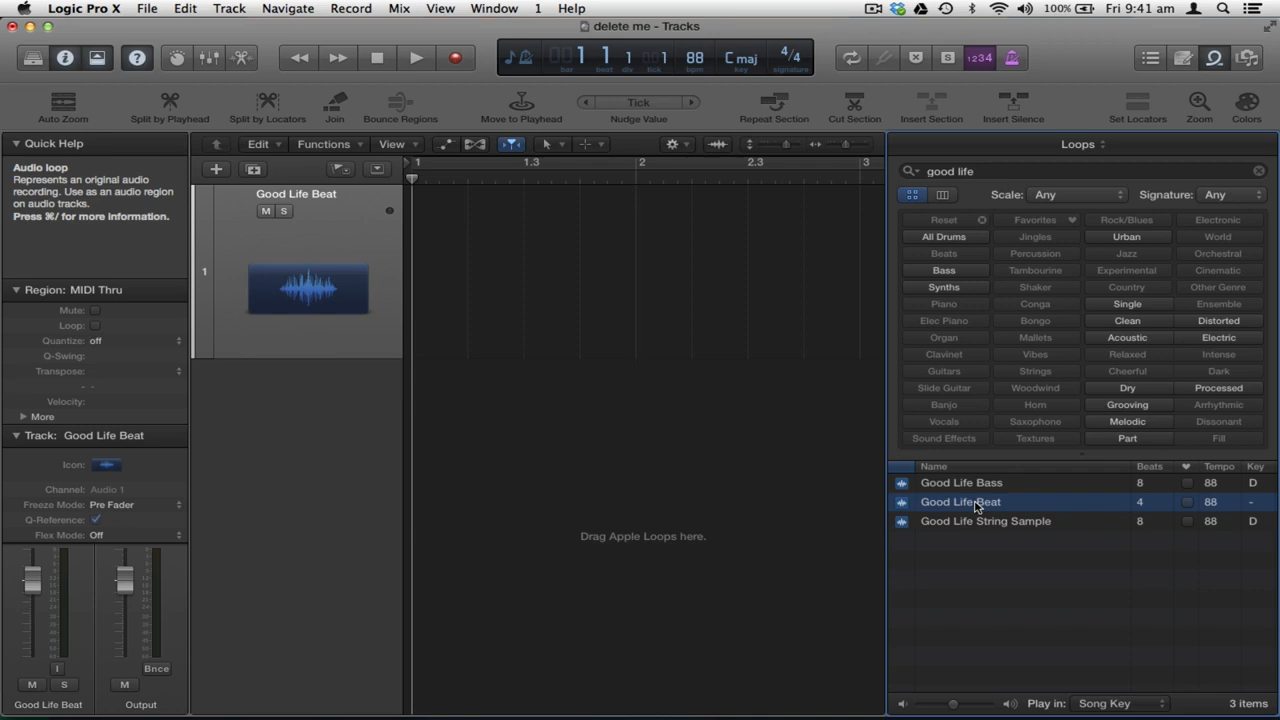 Logic Pro X File Edit Track Navigate Record Mix View Window 1 Help 100% Fri 9:41 am
delete me - Tracks
1 1 1 1 88 C maj 4/4
bar beat div tick bpm key signature
1234
Auto Zoom Split by Playhead Split by Locators Join Bounce Regions Move to Playhead Tick Nudge Value Repeat Section Cut Section Insert Section Insert Silence Set Locators Zoom Colors
Quick Help
Audio loop
Represents an original audio
recording. Use as an audio region
on audio tracks.
Press ⌘/ for more information.
Region: MIDI Thru
Mute:
Loop:
Quantize: off
Q-Swing:
Transpose:
- -
Velocity:
More
Track: Good Life Beat
Icon:
Channel: Audio 1
Freeze Mode: Pre Fader
Q-Reference:
Flex Mode: Off
I
Bnce
M S M
Good Life Beat Output
Edit Functions View
1 1.3 2 2.3 3
Good Life Beat
M S
1
Drag Apple Loops here.
Loops
good life
Scale: Any Signature: Any
Reset Favorites Rock/Blues Electronic
All Drums Jingles Urban World
Beats Percussion Jazz Orchestral
Bass Tambourine Experimental Cinematic
Synths Shaker Country Other Genre
Piano Conga Single Ensemble
Elec Piano Bongo Clean Distorted
Organ Mallets Acoustic Electric
Clavinet Vibes Relaxed Intense
Guitars Strings Cheerful Dark
Slide Guitar Woodwind Dry Processed
Banjo Horn Grooving Arrhythmic
Vocals Saxophone Melodic Dissonant
Sound Effects Textures Part Fill
Name Beats Tempo Key
Good Life Bass 8 88 D
Good Life Beat 4 88 -
Good Life String Sample 8 88 D
Play in: Song Key 3 items